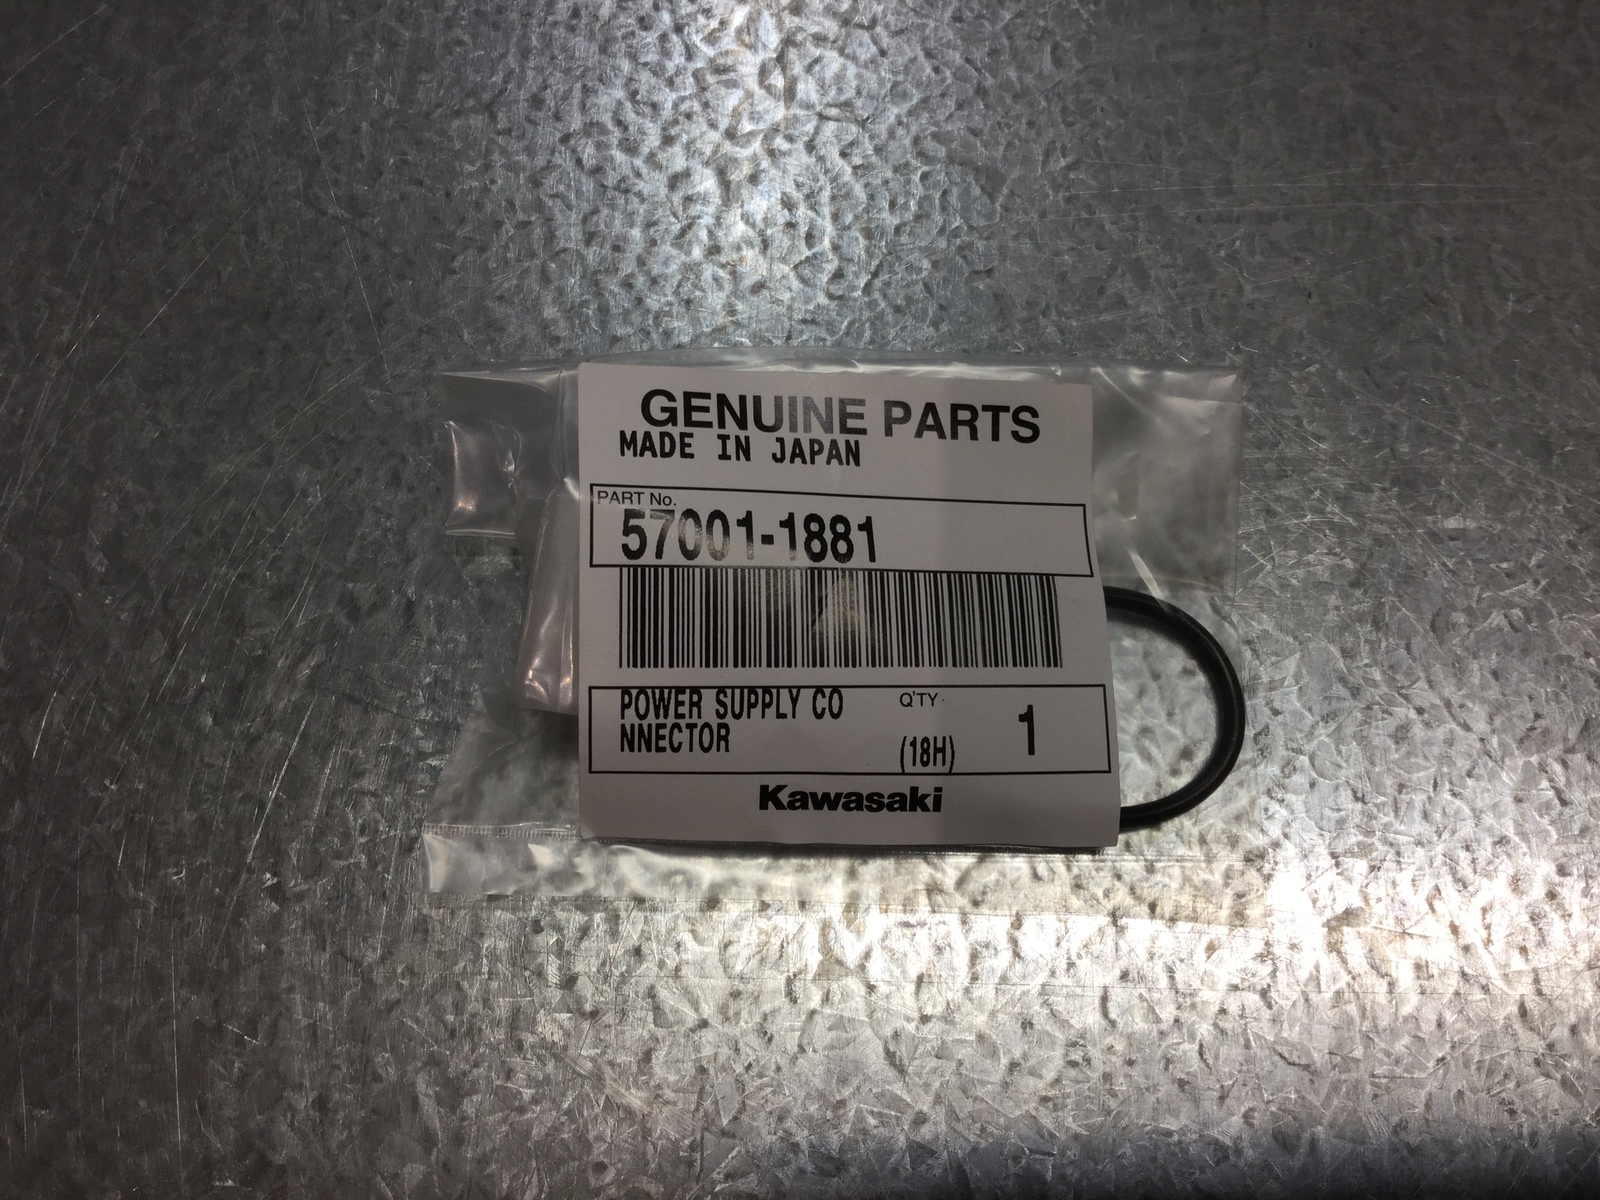 GENUINE PARTS
MADE IN JAPAN
PART No.
57001-1881
POWER SUPPLY CO
NNECTOR
Q'TY
(18H)
1
Kawasaki